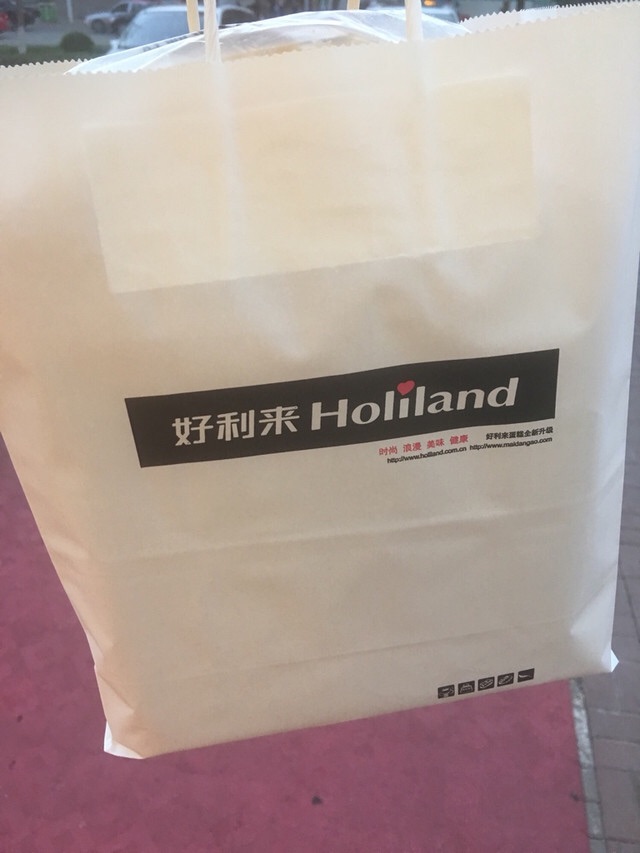 好利来 Holiland
时尚 浪漫 美味 健康 好利来蛋糕全新升级
http://www.holiland.com.cn http://www.maidangao.com